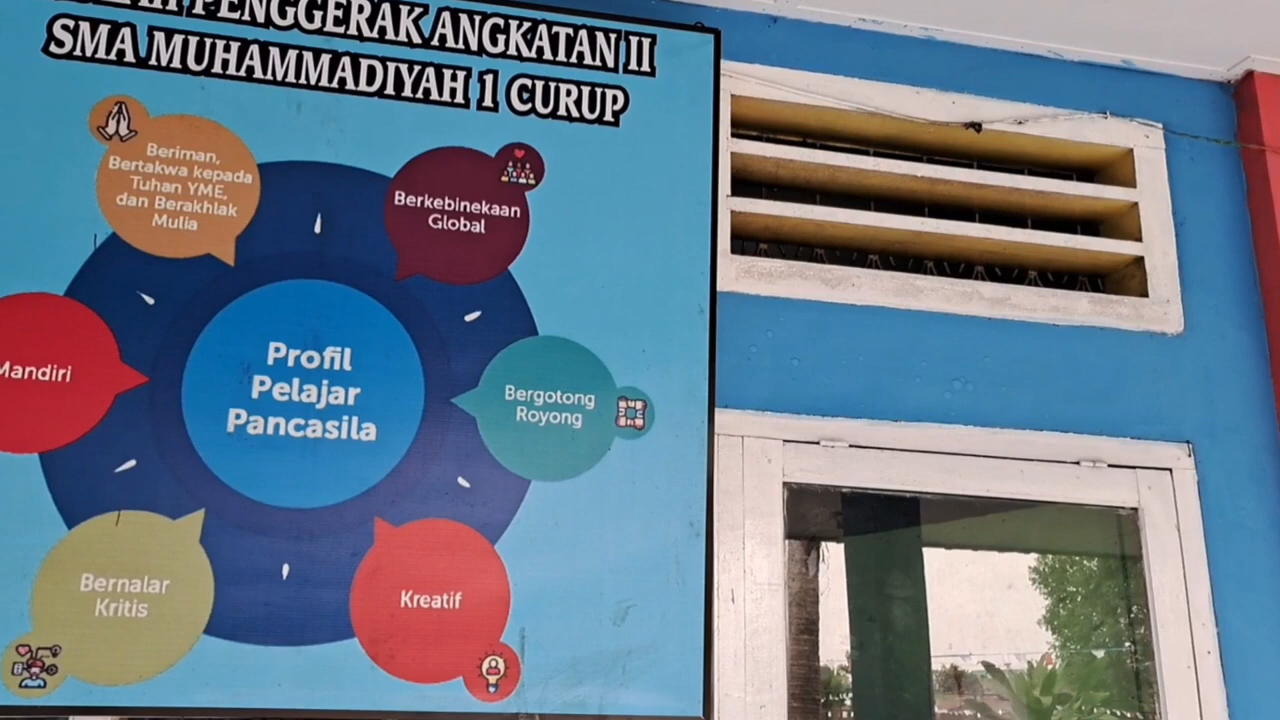 PENGGERAK ANGKATAN II
SMA MUHAMMADIYAH 1 CURUP
Beriman,
Bertakwa kepada
Tuhan YME,
dan Berakhlak
Mulia
Berkebinekaan
Global
Mandiri
Profil
Pelajar
Pancasila
Bergotong
Royong
Bernalar
Kritis
Kreatif